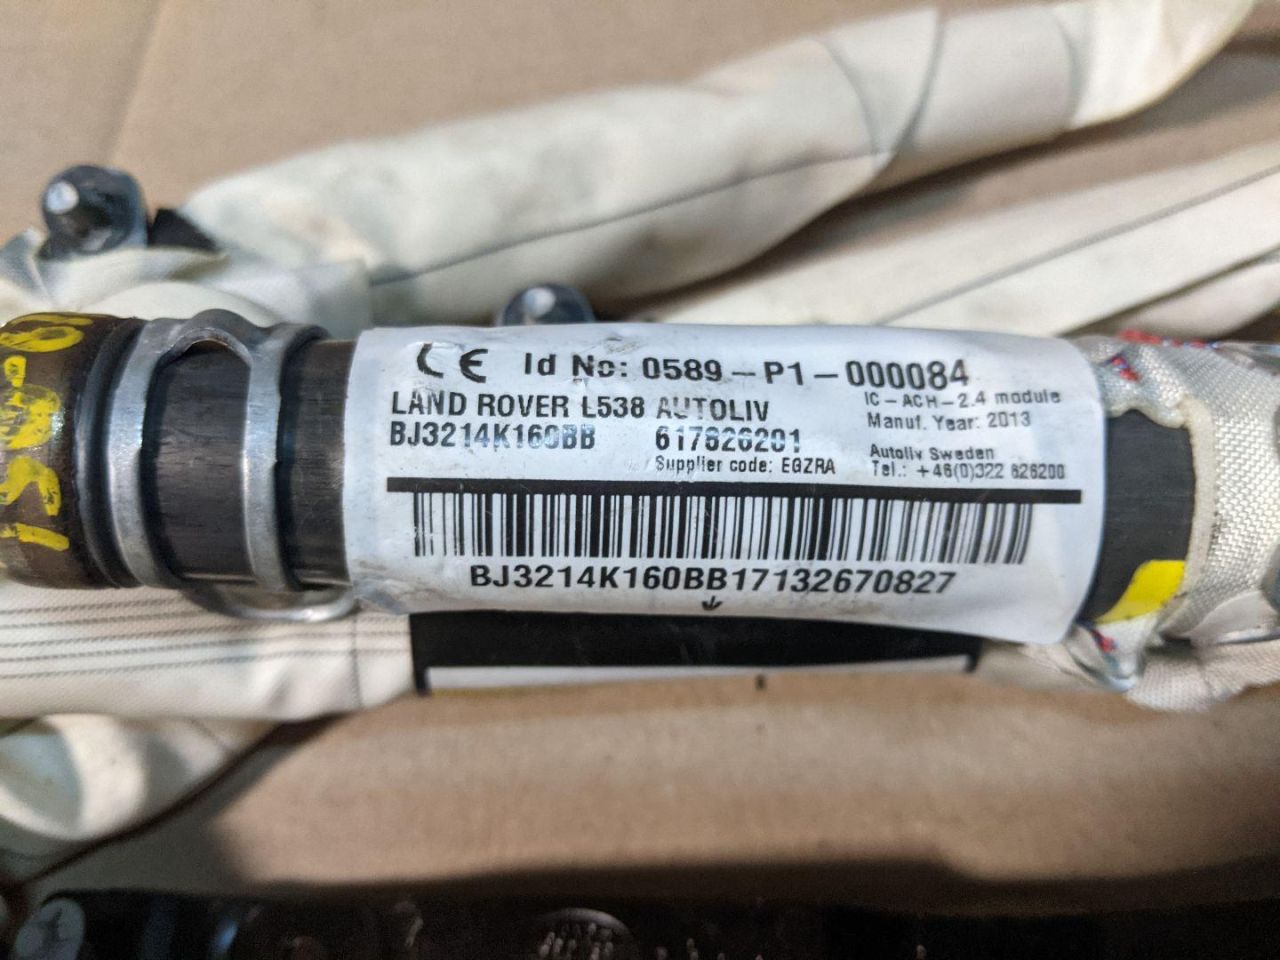 CE Id No: 0589-P1-000084
LAND ROVER L538 AUTOLIV
IC-ACH-2.4 module
Manuf. Year: 2013
BJ3214K160BB 617626201
Supplier code: EGZRA
Autoliv Sweden
Tel.: +46(0)322 626200
BJ3214K160BB17132670827